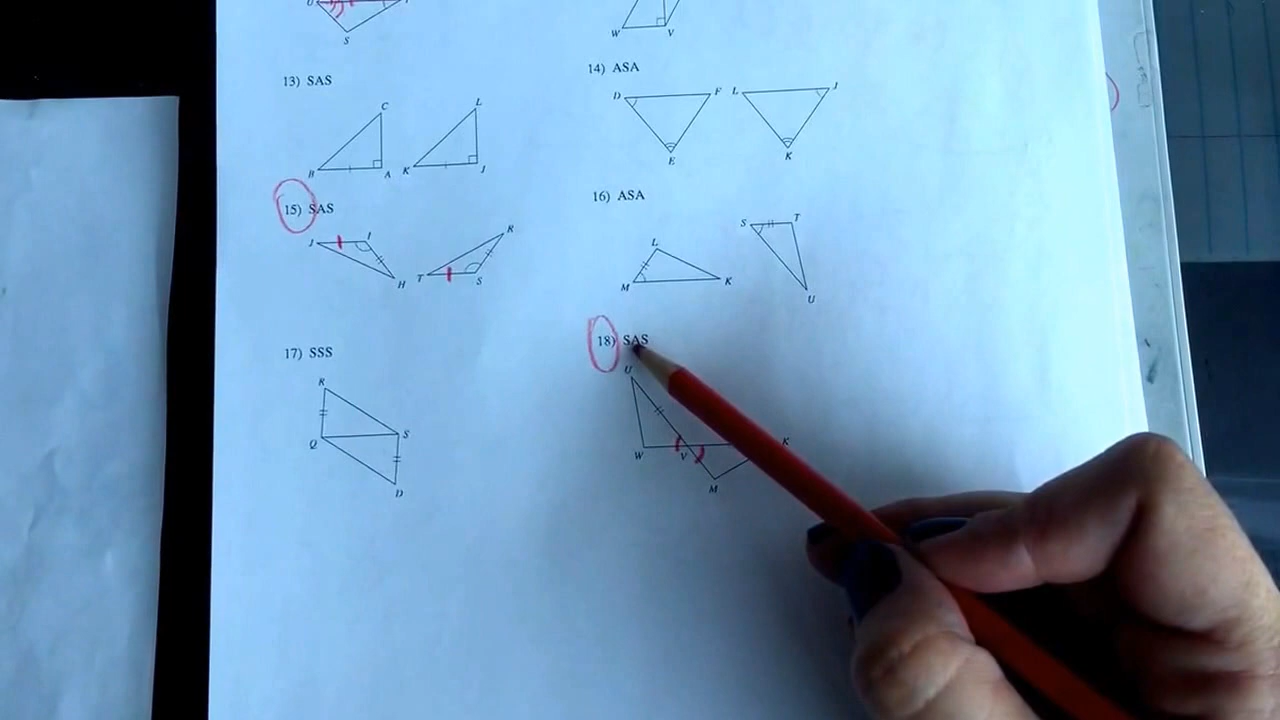 S
W V
13) SAS
14) ASA
D F L J
E K
C L
B A K J
15) SAS
16) ASA
J I H T S R
L M K
S T U
17) SSS
18) SAS
R Q S D
U W V K M